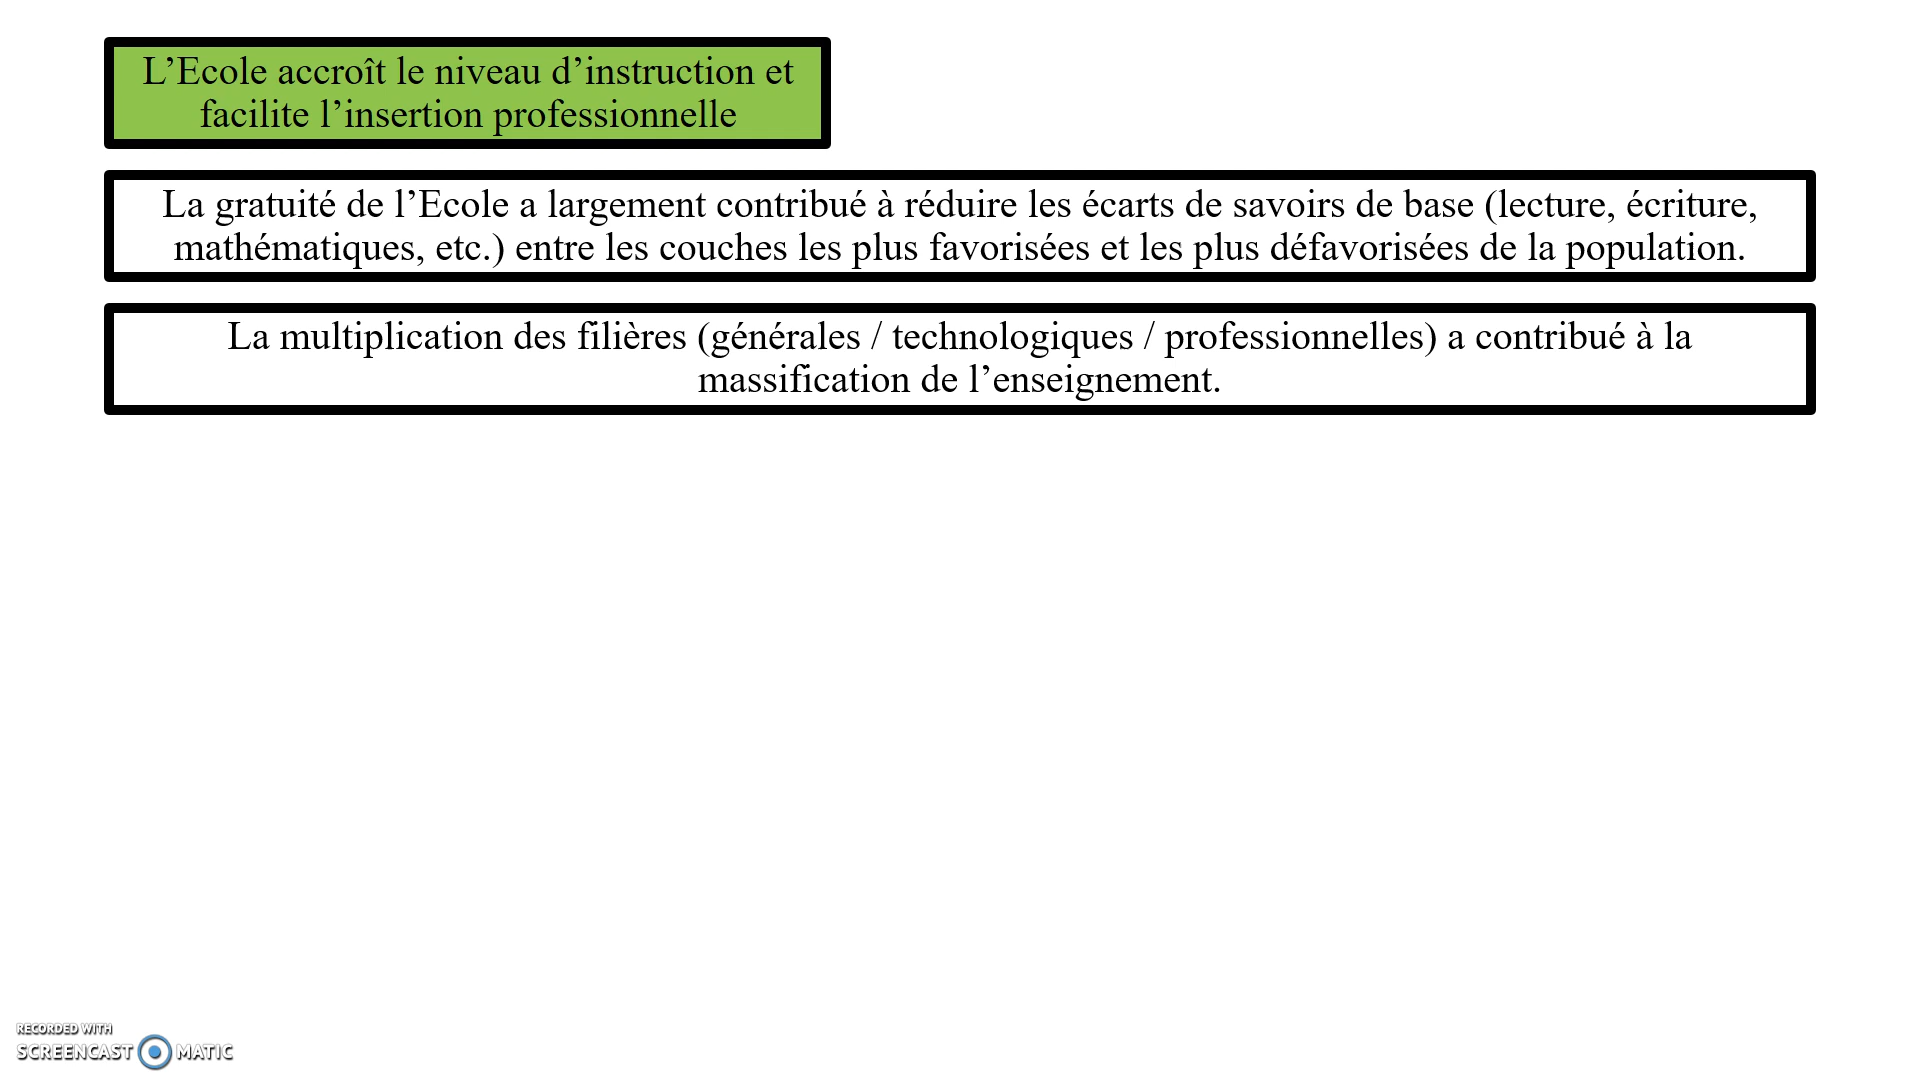 L’Ecole accroît le niveau d’instruction et
facilite l’insertion professionnelle
La gratuité de l’Ecole a largement contribué à réduire les écarts de savoirs de base (lecture, écriture,
mathématiques, etc.) entre les couches les plus favorisées et les plus défavorisées de la population.
La multiplication des filières (générales / technologiques / professionnelles) a contribué à la
massification de l’enseignement.
RECORDED WITH
SCREENCAST MATIC